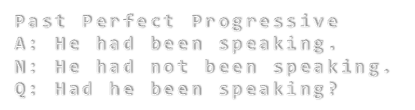 Past Perfect Progressive
A: He had been speaking.
N: He had not been speaking.
Q: Had he been speaking?